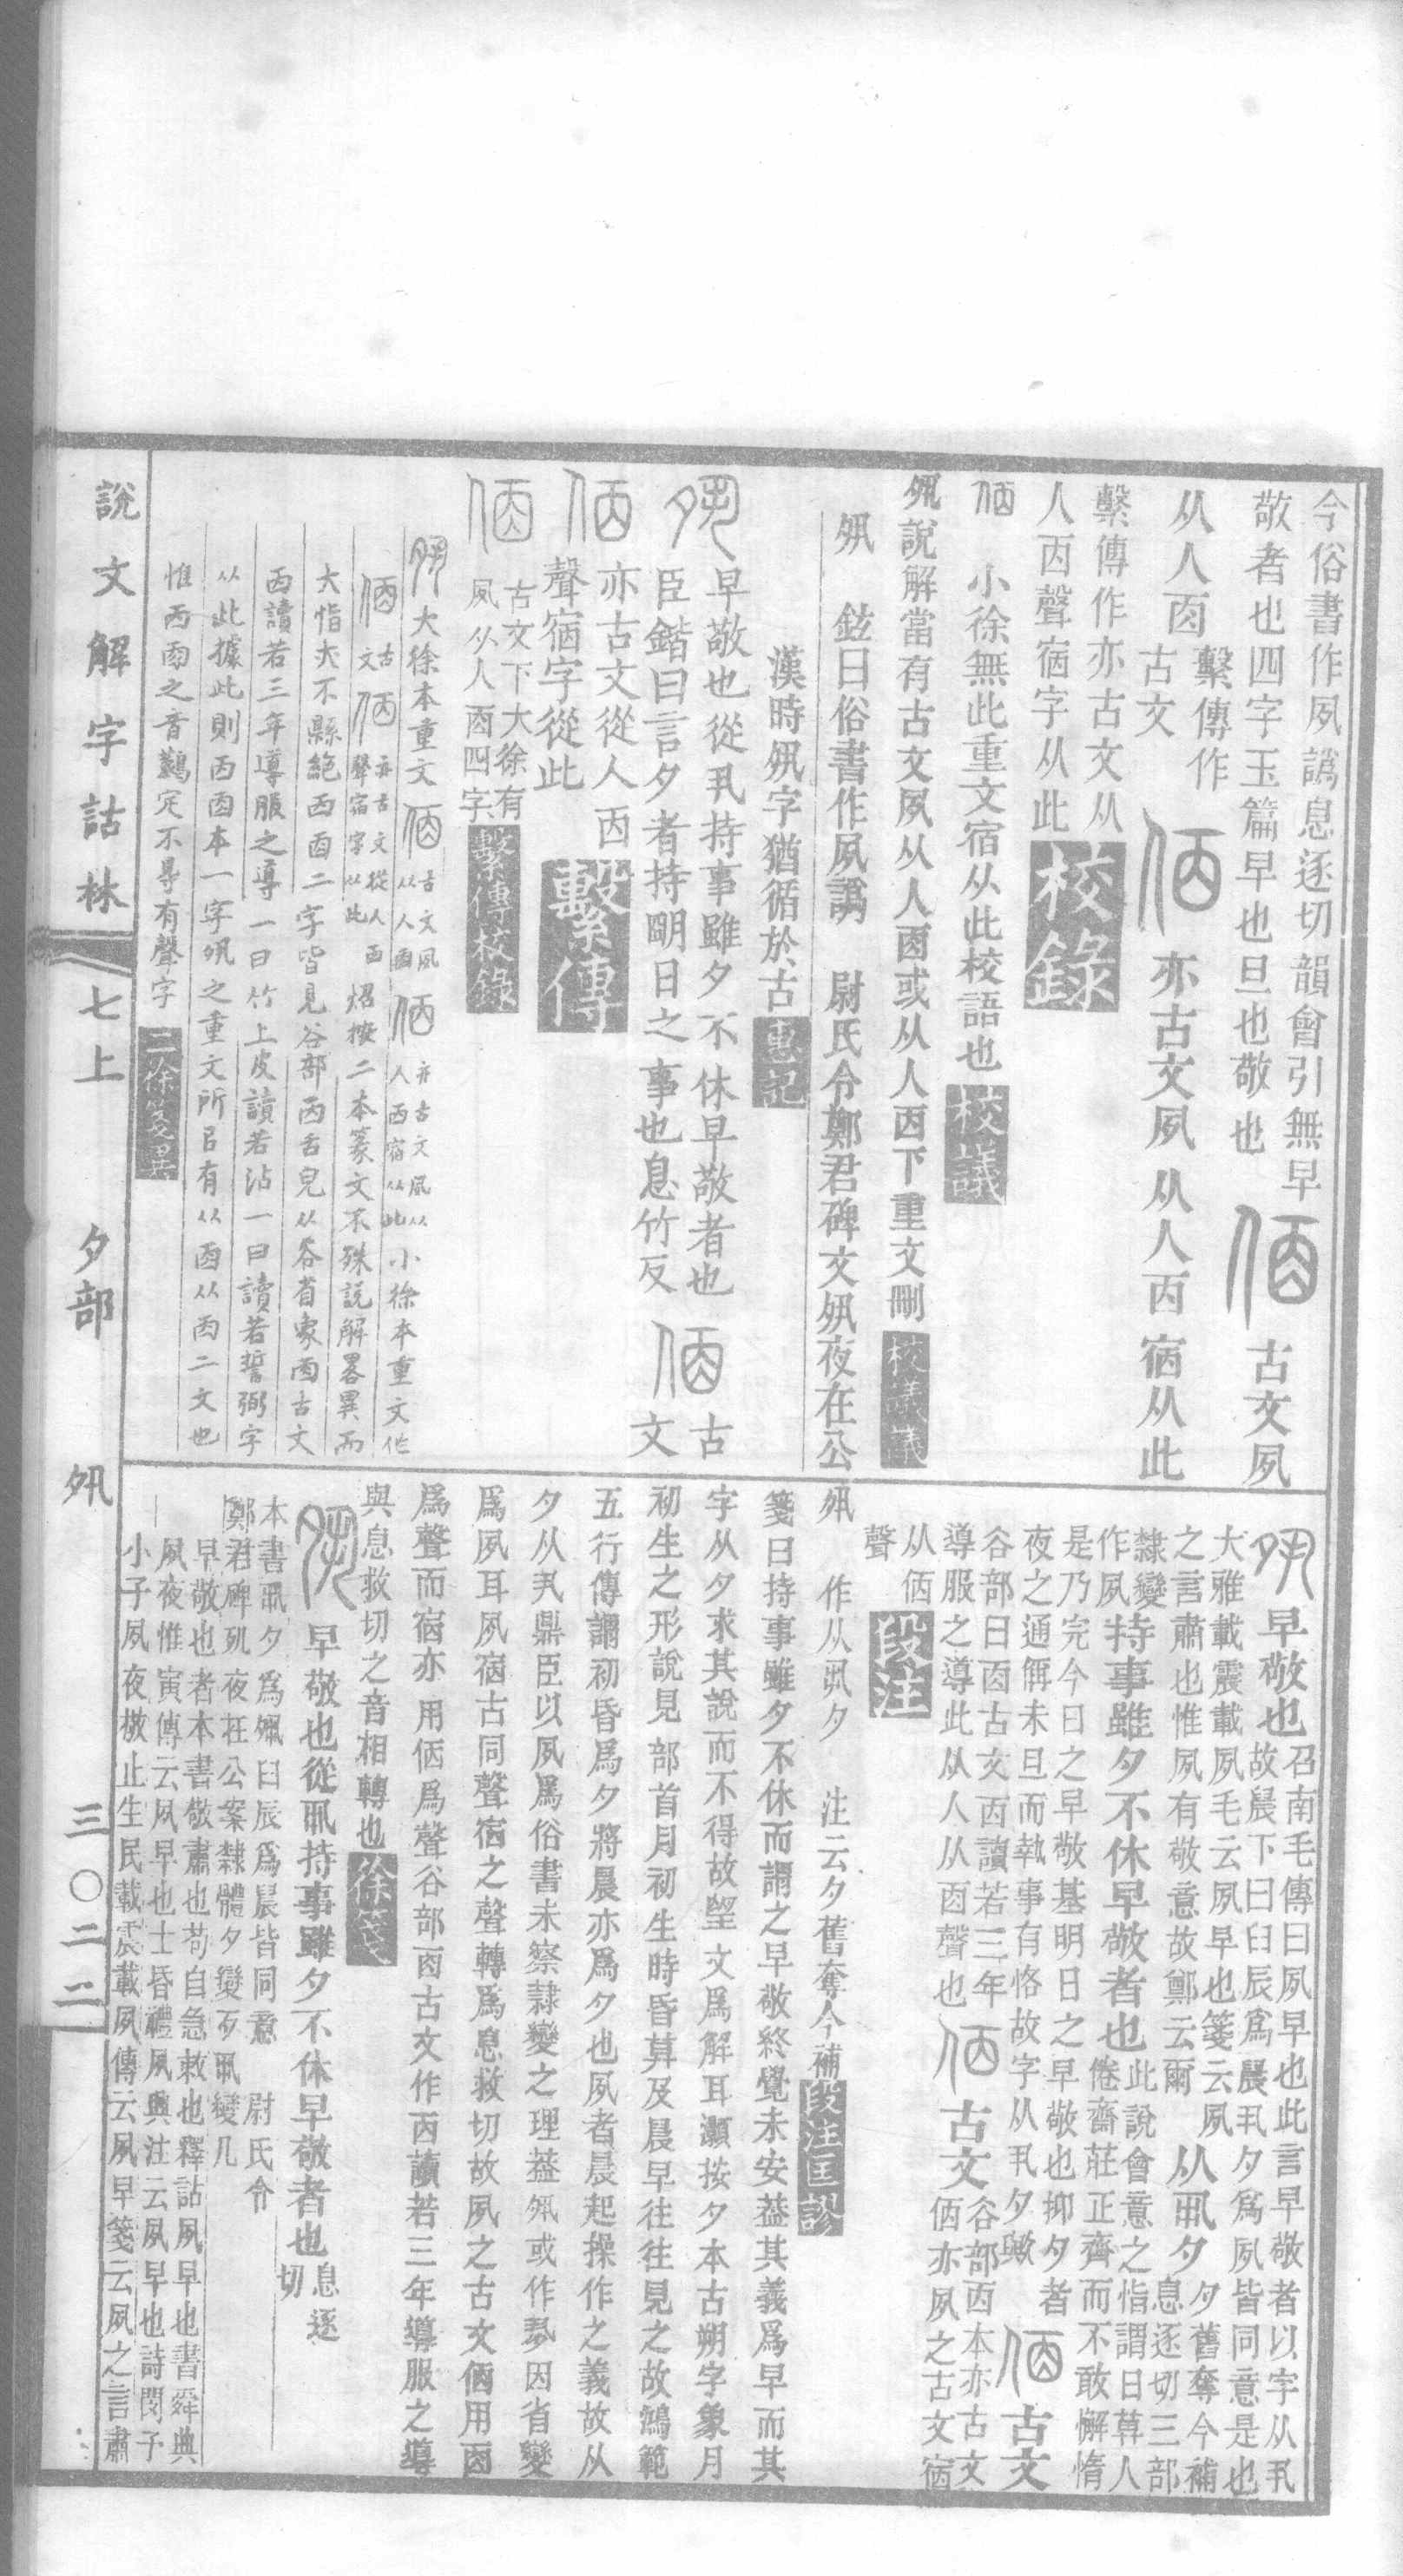 今俗書作夙譌息逐切韻會引無早
敬者也四字玉篇早也旦也敬也 古文夙
从人㐁 繫傳作古文 亦古文夙从人㐁宿从此
繫傳作亦古文从
人㐁聲宿字从此 校錄
小徐無此重文宿从此校語也 校議
夙說解當有古文夙从人㐁或从人㐁下重文刪 校議議
夙 鉉曰俗書作夙譌 尉氏令鄭君碑文夙夜在公
漢時夙字猶循於古 惠記
早敬也從丮持事雖夕不休早敬者也
臣鍇曰言夕者持明日之事也息竹反 古文
亦古文從人㐁
聲宿字從此 繫傳
古文下大徐有
夙从人㐁四字 繫傳校錄
大徐本重文 古文夙从人㐁 亦古文夙从人㐁宿从此 小徐本重文作
古文 亦古文從人㐁聲宿字从此 炤按二本篆文不殊說解畧異而
大恉大不縣絶㐁㐁二字皆見谷部㐁舌皃从谷省象㐁古文
㐁讀若三年導服之導一曰竹上皮讀若沾一曰讀若誓弼字
从此據此則㐁㐁本一字夙之重文所㠯有从㐁从㐁二文也
惟㐁㐁之音鷬定不㝵有聲字 二徐箋異
早敬也 召南毛傳曰夙早也此言早敬者以字从丮
故晨下曰臼辰爲晨丮夕爲夙皆同意是也
大雅載震載夙毛云夙早也箋云夙
之言肅也惟夙有敬意故鄭云爾 从丮夕 夕舊奪今補
息逐切三部
隸變作夙 持事雖夕不休早敬者也 此說會意之恉謂日莫人
倦齋莊正齊而不敢懈惰
是乃完今日之早敬基明日之早敬也抑夕者
夜之通偁未旦而執事有恪故字从丮夕歟 古文
谷部曰㐁古文㐁讀若三年
導服之導此从人从㐁聲也 古文 谷部㐁本亦古文
㑉亦夙之古文宿
从㑉聲 段注
夙 作从丮夕 注云夕舊奪今補 段注匡謬
箋曰持事雖夕不休而謂之早敬終覺未安葢其義爲早而其
字从夕求其說而不得故望文爲解耳灝按夕本古朔字象月
初生之形說見部首月初生時昏莫及晨早往往見之故鴻範
五行傳謂初昏爲夕將晨亦爲夕也夙者晨起操作之義故从
夕从丮鼎臣以夙爲俗書未察隸變之理葢夙或作㚈因省變
爲夙耳夙宿古同聲宿之聲轉爲息救切故夙之古文㑉用㐁
爲聲而宿亦用㑉爲聲谷部㐁古文作㐁讀若三年導服之導
與息救切之音相轉也 徐箋
早敬也從丮持事雖夕不休早敬者也 息逐切
本書丮夕爲夙臼辰爲晨皆同意 尉氏令
鄭君碑夙夜在公案隸體夕變歹丮變几
早敬也者本書敬肅也苟自急敕也釋詁夙早也書舜典
夙夜惟寅傳云夙早也士昏禮夙興注云夙早也詩閔予
小子夙夜敬止生民載震載夙傳云夙早箋云夙之言肅
說文解字詁林 七上 夕部 夙 三〇二二